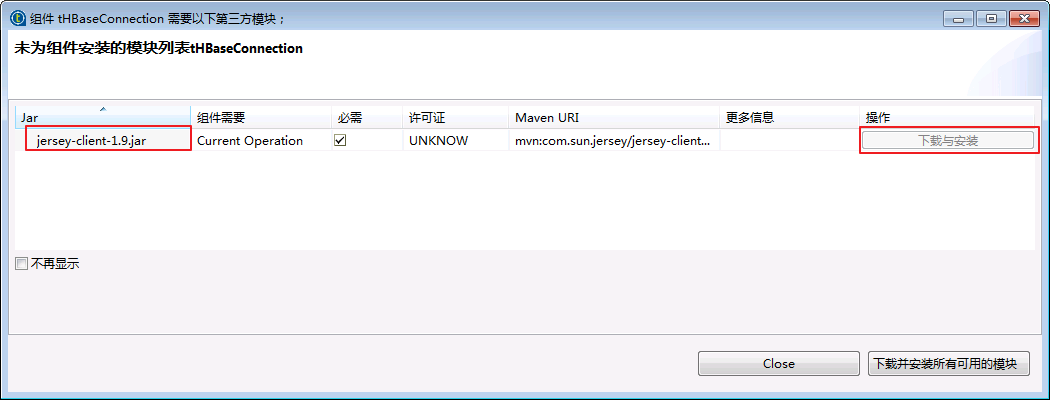 组件 tHBaseConnection 需要以下第三方模块；
未为组件安装的模块列表tHBaseConnection
Jar 组件需要 必需 许可证 Maven URI 更多信息 操作
jersey-client-1.9.jar Current Operation UNKNOW mvn:com.sun.jersey/jersey-client... 下载与安装
不再显示
Close 下载并安装所有可用的模块